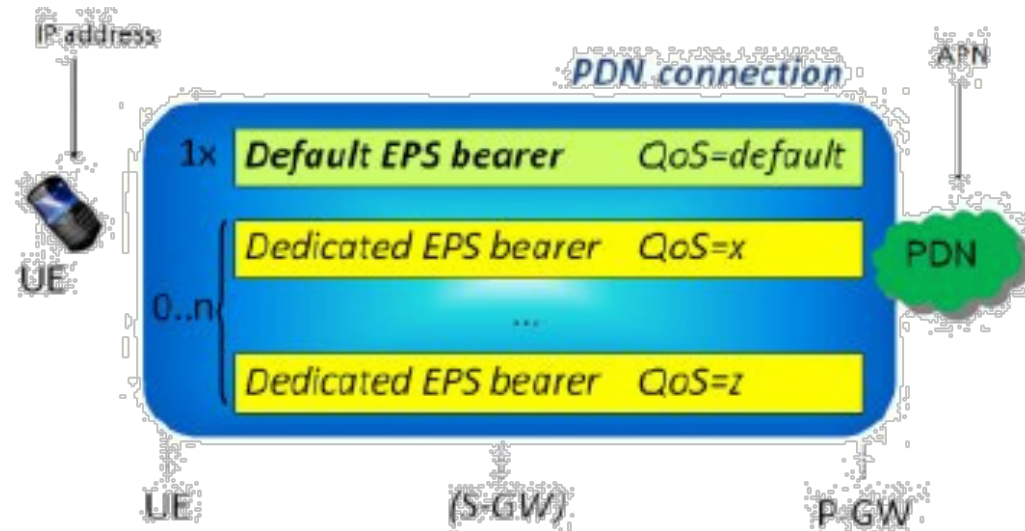 IP address
APN
PDN connection
1x Default EPS bearer QoS=default
Dedicated EPS bearer QoS=x
PDN
UE
0..n
...
Dedicated EPS bearer QoS=z
UE (S-GW) P-GW